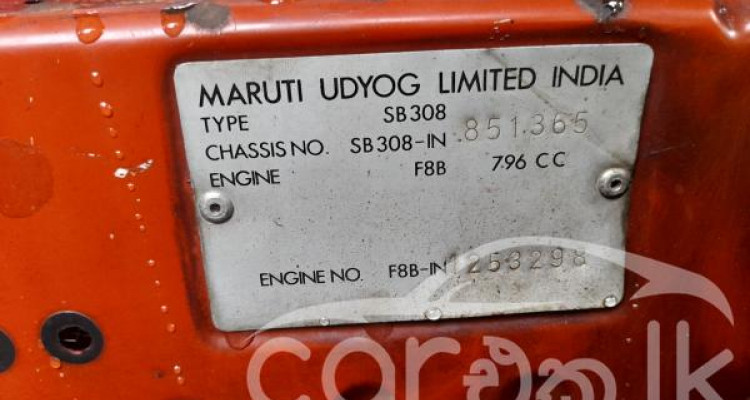 MARUTI UDYOG LIMITED INDIA
TYPE SB308
CHASSIS NO. SB308-IN 851365
ENGINE F8B 796 CC
ENGINE NO. F8B-IN 1253298
carඑක.lk